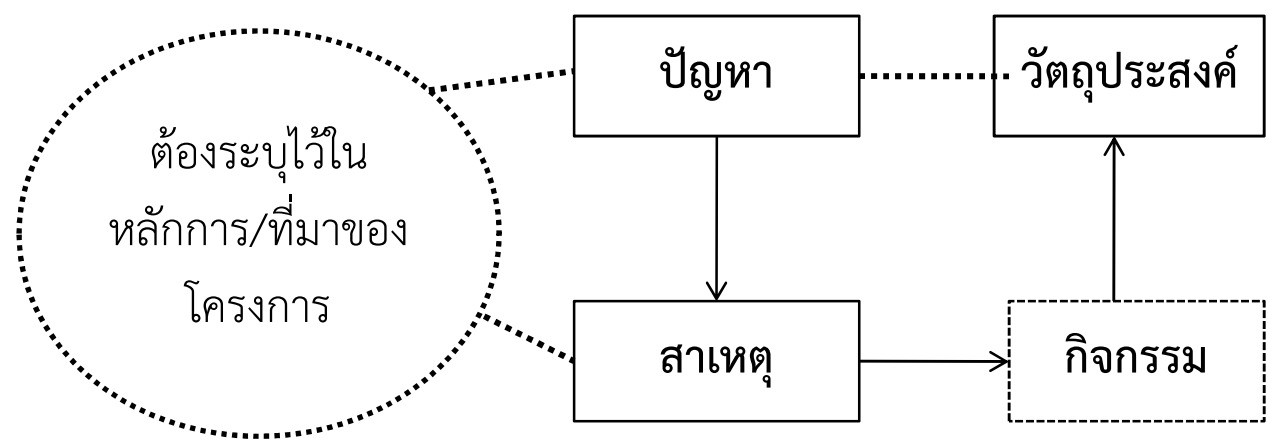 ปัญหา
วัตถุประสงค์
ต้องระบุไว้ใน
หลักการ/ที่มาของ
โครงการ
สาเหตุ
กิจกรรม